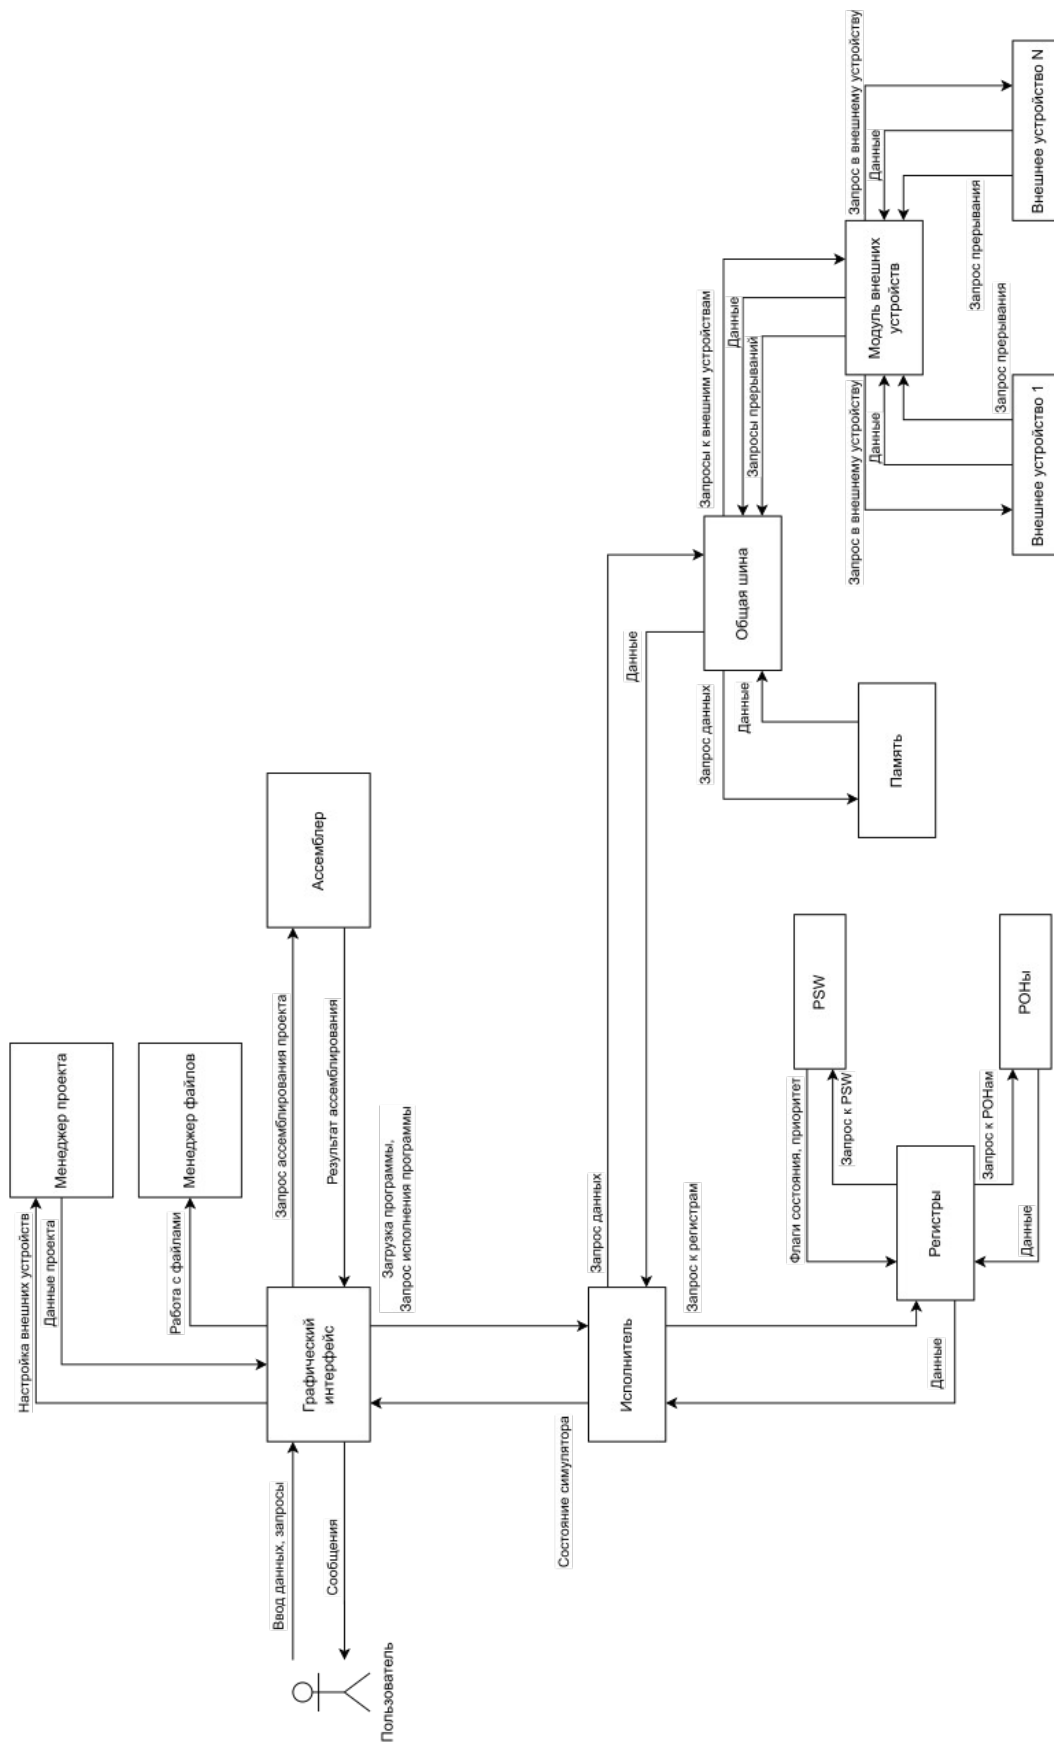 Пользователь
Ввод данных, запросы
Сообщения
Графический
интерфейс
Настройка внешних устройств
Данные проекта
Менеджер проекта
Работа с файлами
Менеджер файлов
Запрос ассемблирования проекта
Результат ассемблирования
Ассемблер
Загрузка программы,
Запрос исполнения программы
Состояние симулятора
Исполнитель
Запрос данных
Данные
Запрос к регистрам
Данные
Регистры
Флаги состояния, приоритет
Запрос к PSW
PSW
Запрос к РОНам
Данные
РОНы
Общая шина
Запрос данных
Данные
Память
Запросы к внешним устройствам
Данные
Запросы прерываний
Модуль внешних
устройств
Запрос в внешнему устройству
Данные
Запрос прерывания
Внешнее устройство 1
Запрос в внешнему устройству
Данные
Запрос прерывания
Внешнее устройство N